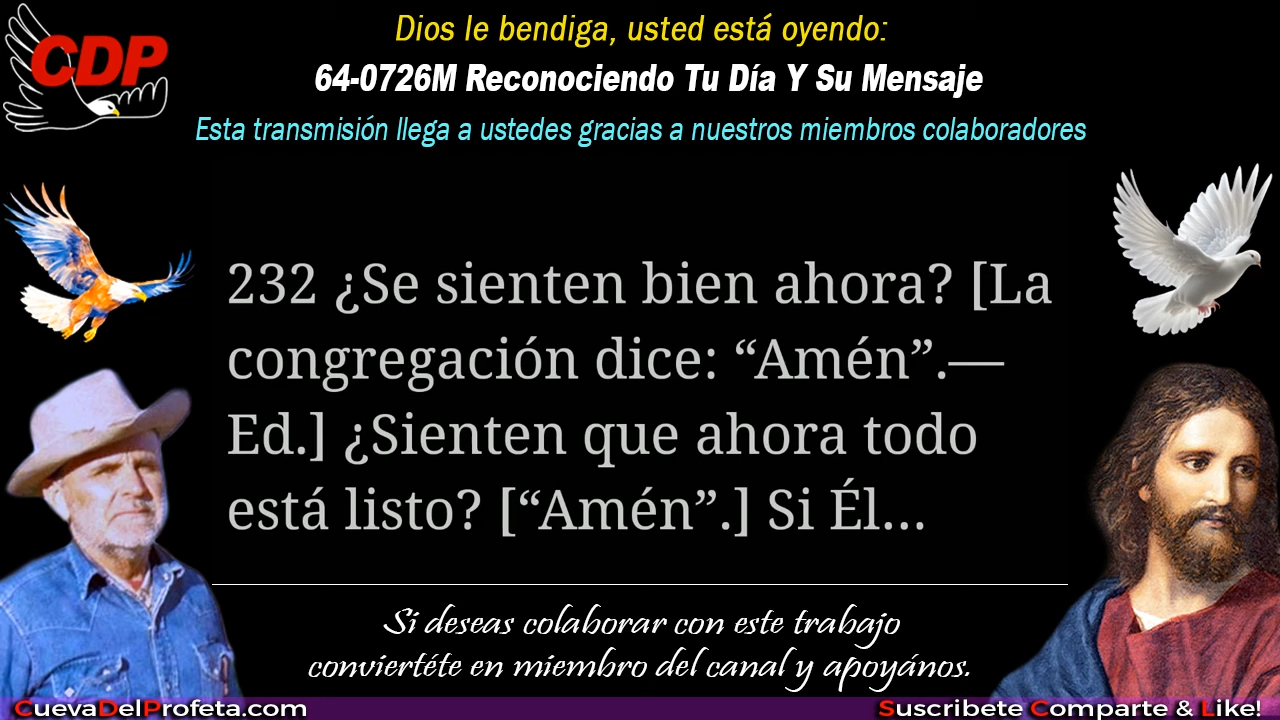 CDP
Dios le bendiga, usted está oyendo:
64-0726M Reconociendo Tu Día Y Su Mensaje
Esta transmisión llega a ustedes gracias a nuestros miembros colaboradores
232 ¿Se sienten bien ahora? [La
congregación dice: “Amén”.—
Ed.] ¿Sienten que ahora todo
está listo? [“Amén”.] Si Él...
Si deseas colaborar con este trabajo
conviertéte en miembro del canal y apoyános.
CuevaDelProfeta.com
Suscribete Comparte & Like!